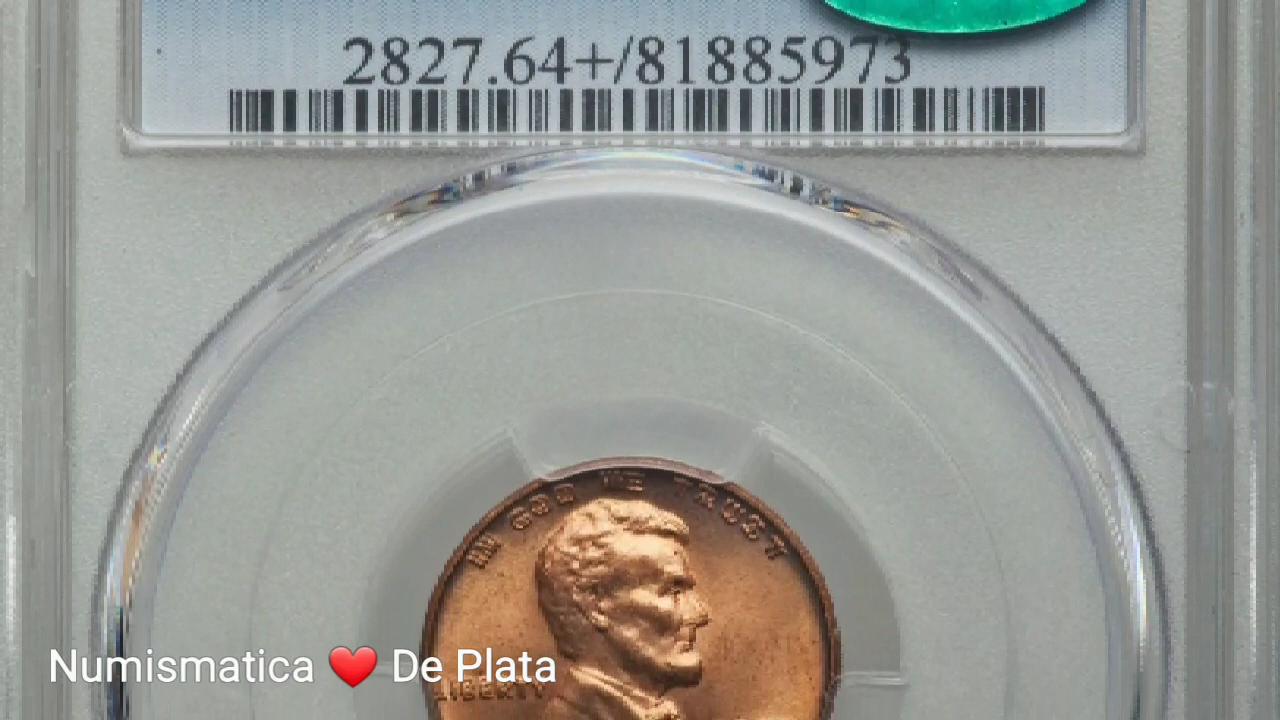 2827.64+/81885973
IN GOD WE TRUST
LIBERTY
Numismatica ❤️ De Plata